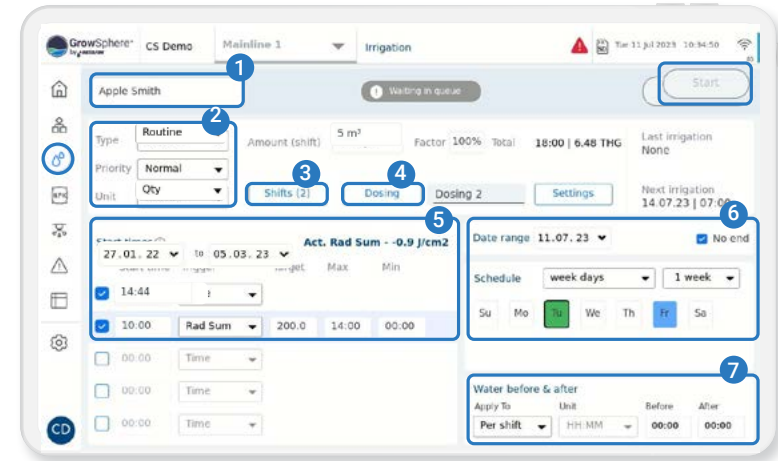 GrowSphere™ CS Demo Mainline 1 Irrigation Tue 11 Jul 2023 10:34:50
by NETAFIM
1
Apple Smith Waiting in queue Start
2
Type Routine Amount (shift) 5 m³ Factor 100% Total 18:00 | 6.48 THG Last irrigation
None
Priority Normal
3 4
Unit Qty Shifts (2) Dosing Dosing 2 Settings Next irrigation
14.07.23 | 07:00
5 6
Act. Rad Sum - -0.9 J/cm2 Date range 11.07.23 No end
27.01.22 to 05.03.23
Max Min
Schedule week days 1 week
14:44
Su Mo Tu We Th Fr Sa
10:00 Rad Sum 200.0 14:00 00:00
00:00 Time
7
00:00 Time Water before & after
Apply To Unit Before After
00:00 Time Per shift HH:MM 00:00 00:00
CD